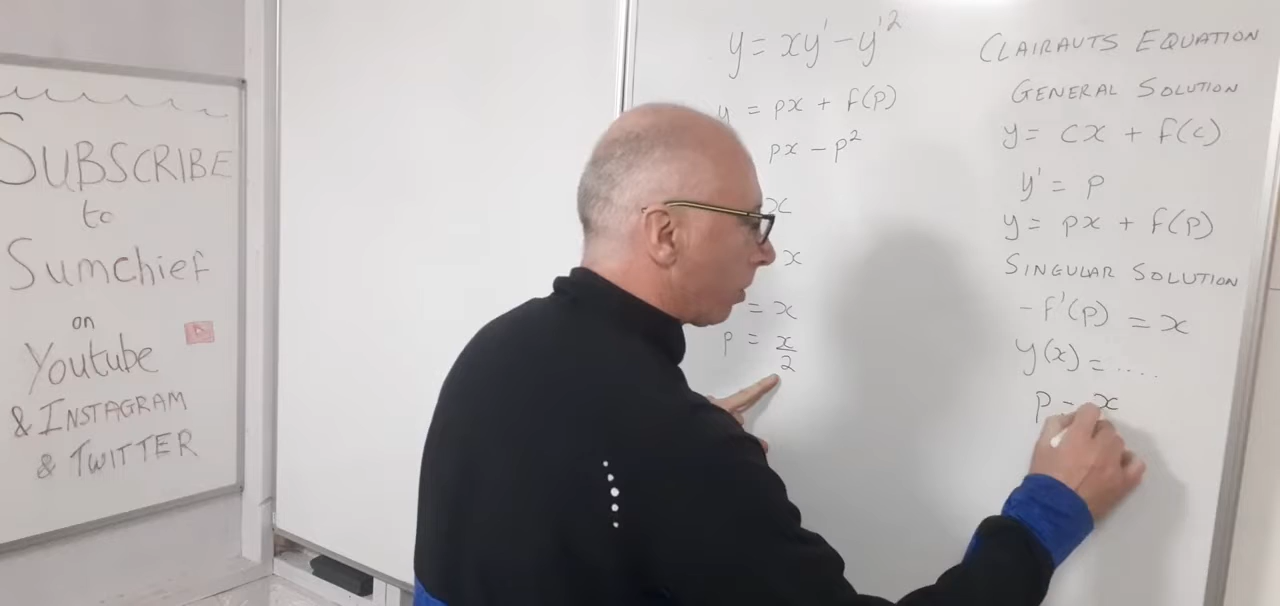 SUBSCRIBE
to
Sumchief
on
Youtube
& INSTAGRAM
& TWITTER
y = xy' - y'²
y = px + f(p)
px - p²
x
x
= x
p = x/2
CLAIRAUTS EQUATION
GENERAL SOLUTION
y = cx + f(c)
y' = p
y = px + f(p)
SINGULAR SOLUTION
-f'(p) = x
y(x) = ....
p = x